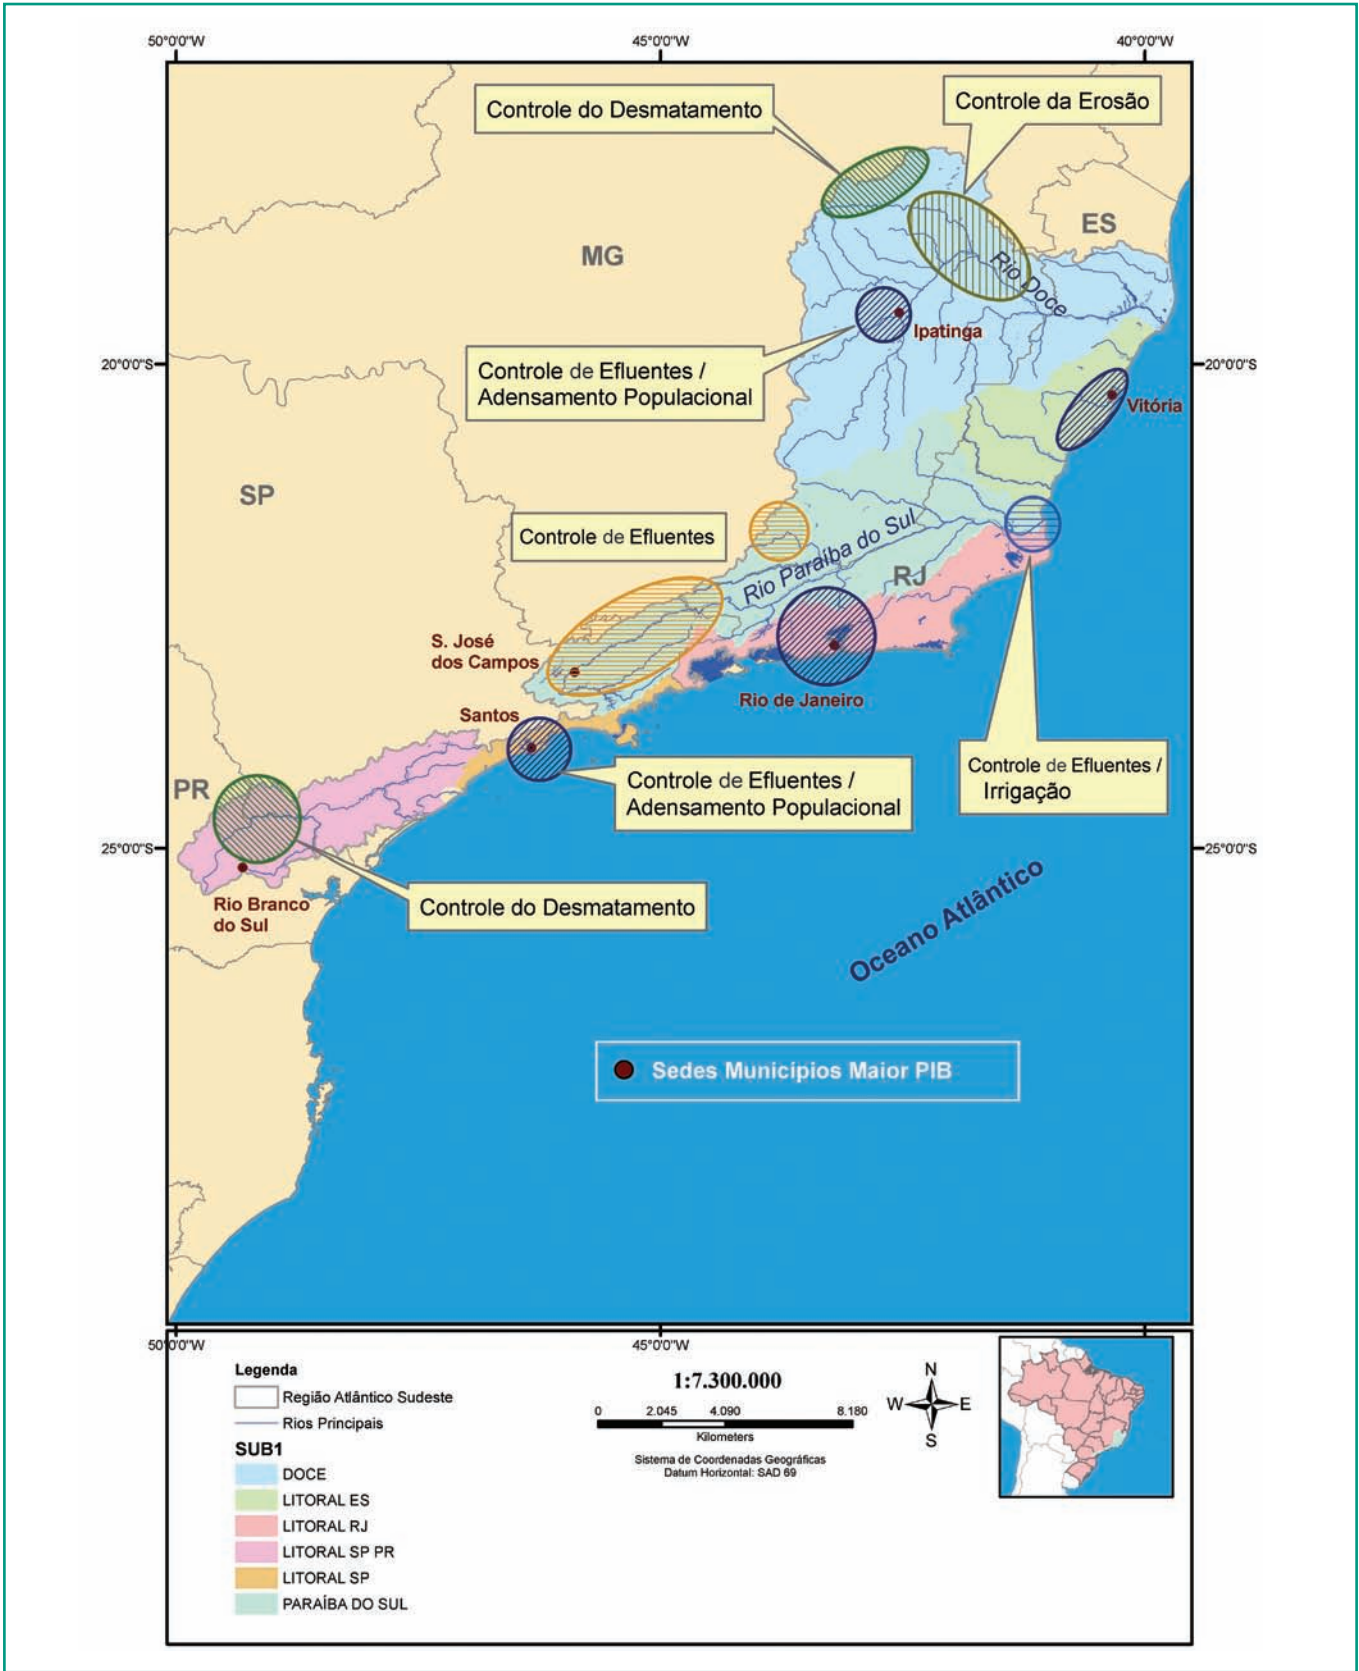 50°0'0"W
45°0'0"W
40°0'0"W
Controle do Desmatamento
Controle da Erosão
ES
MG
Rio Doce
Ipatinga
20°0'0"S
20°0'0"S
Controle de Efluentes /
Adensamento Populacional
Vitória
SP
Controle de Efluentes
Rio Paraíba do Sul
RJ
S. José
dos Campos
Rio de Janeiro
Santos
PR
Controle de Efluentes /
Adensamento Populacional
Controle de Efluentes /
Irrigação
25°0'0"S
25°0'0"S
Rio Branco
do Sul
Controle do Desmatamento
Oceano Atlântico
Sedes Municípios Maior PIB
50°0'0"W
45°0'0"W
Legenda
Região Atlântico Sudeste
Rios Principais
SUB1
DOCE
LITORAL ES
LITORAL RJ
LITORAL SP PR
LITORAL SP
PARAÍBA DO SUL
1:7.300.000
0 2.045 4.090 8.180
Kilometers
Sistema de Coordenadas Geográficas
Datum Horizontal: SAD 69
N
W E
S